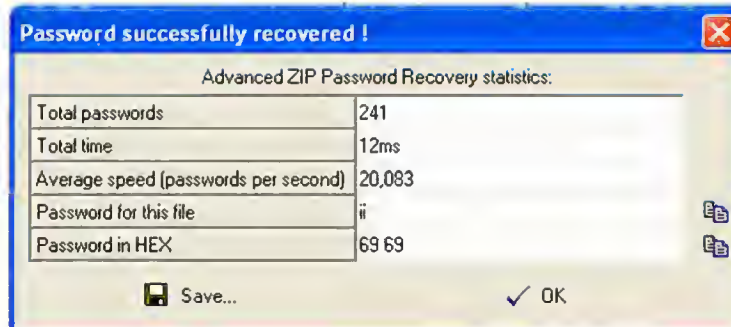 Password successfully recovered !
Advanced ZIP Password Recovery statistics:
Total passwords 241
Total time 12ms
Average speed (passwords per second) 20,083
Password for this file ii
Password in HEX 69 69
Save... OK